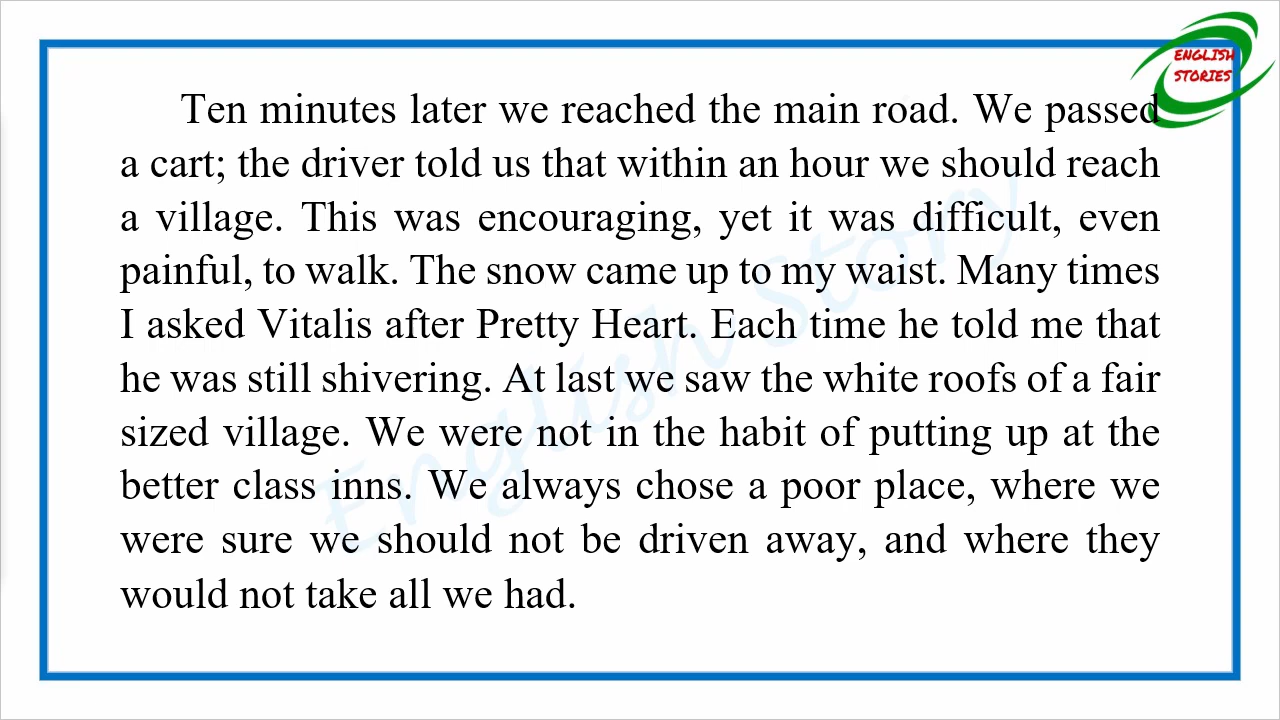 ENGLISH
STORIES
Ten minutes later we reached the main road. We passed
a cart; the driver told us that within an hour we should reach
a village. This was encouraging, yet it was difficult, even
painful, to walk. The snow came up to my waist. Many times
I asked Vitalis after Pretty Heart. Each time he told me that
he was still shivering. At last we saw the white roofs of a fair
sized village. We were not in the habit of putting up at the
better class inns. We always chose a poor place, where we
were sure we should not be driven away, and where they
would not take all we had.
English Story